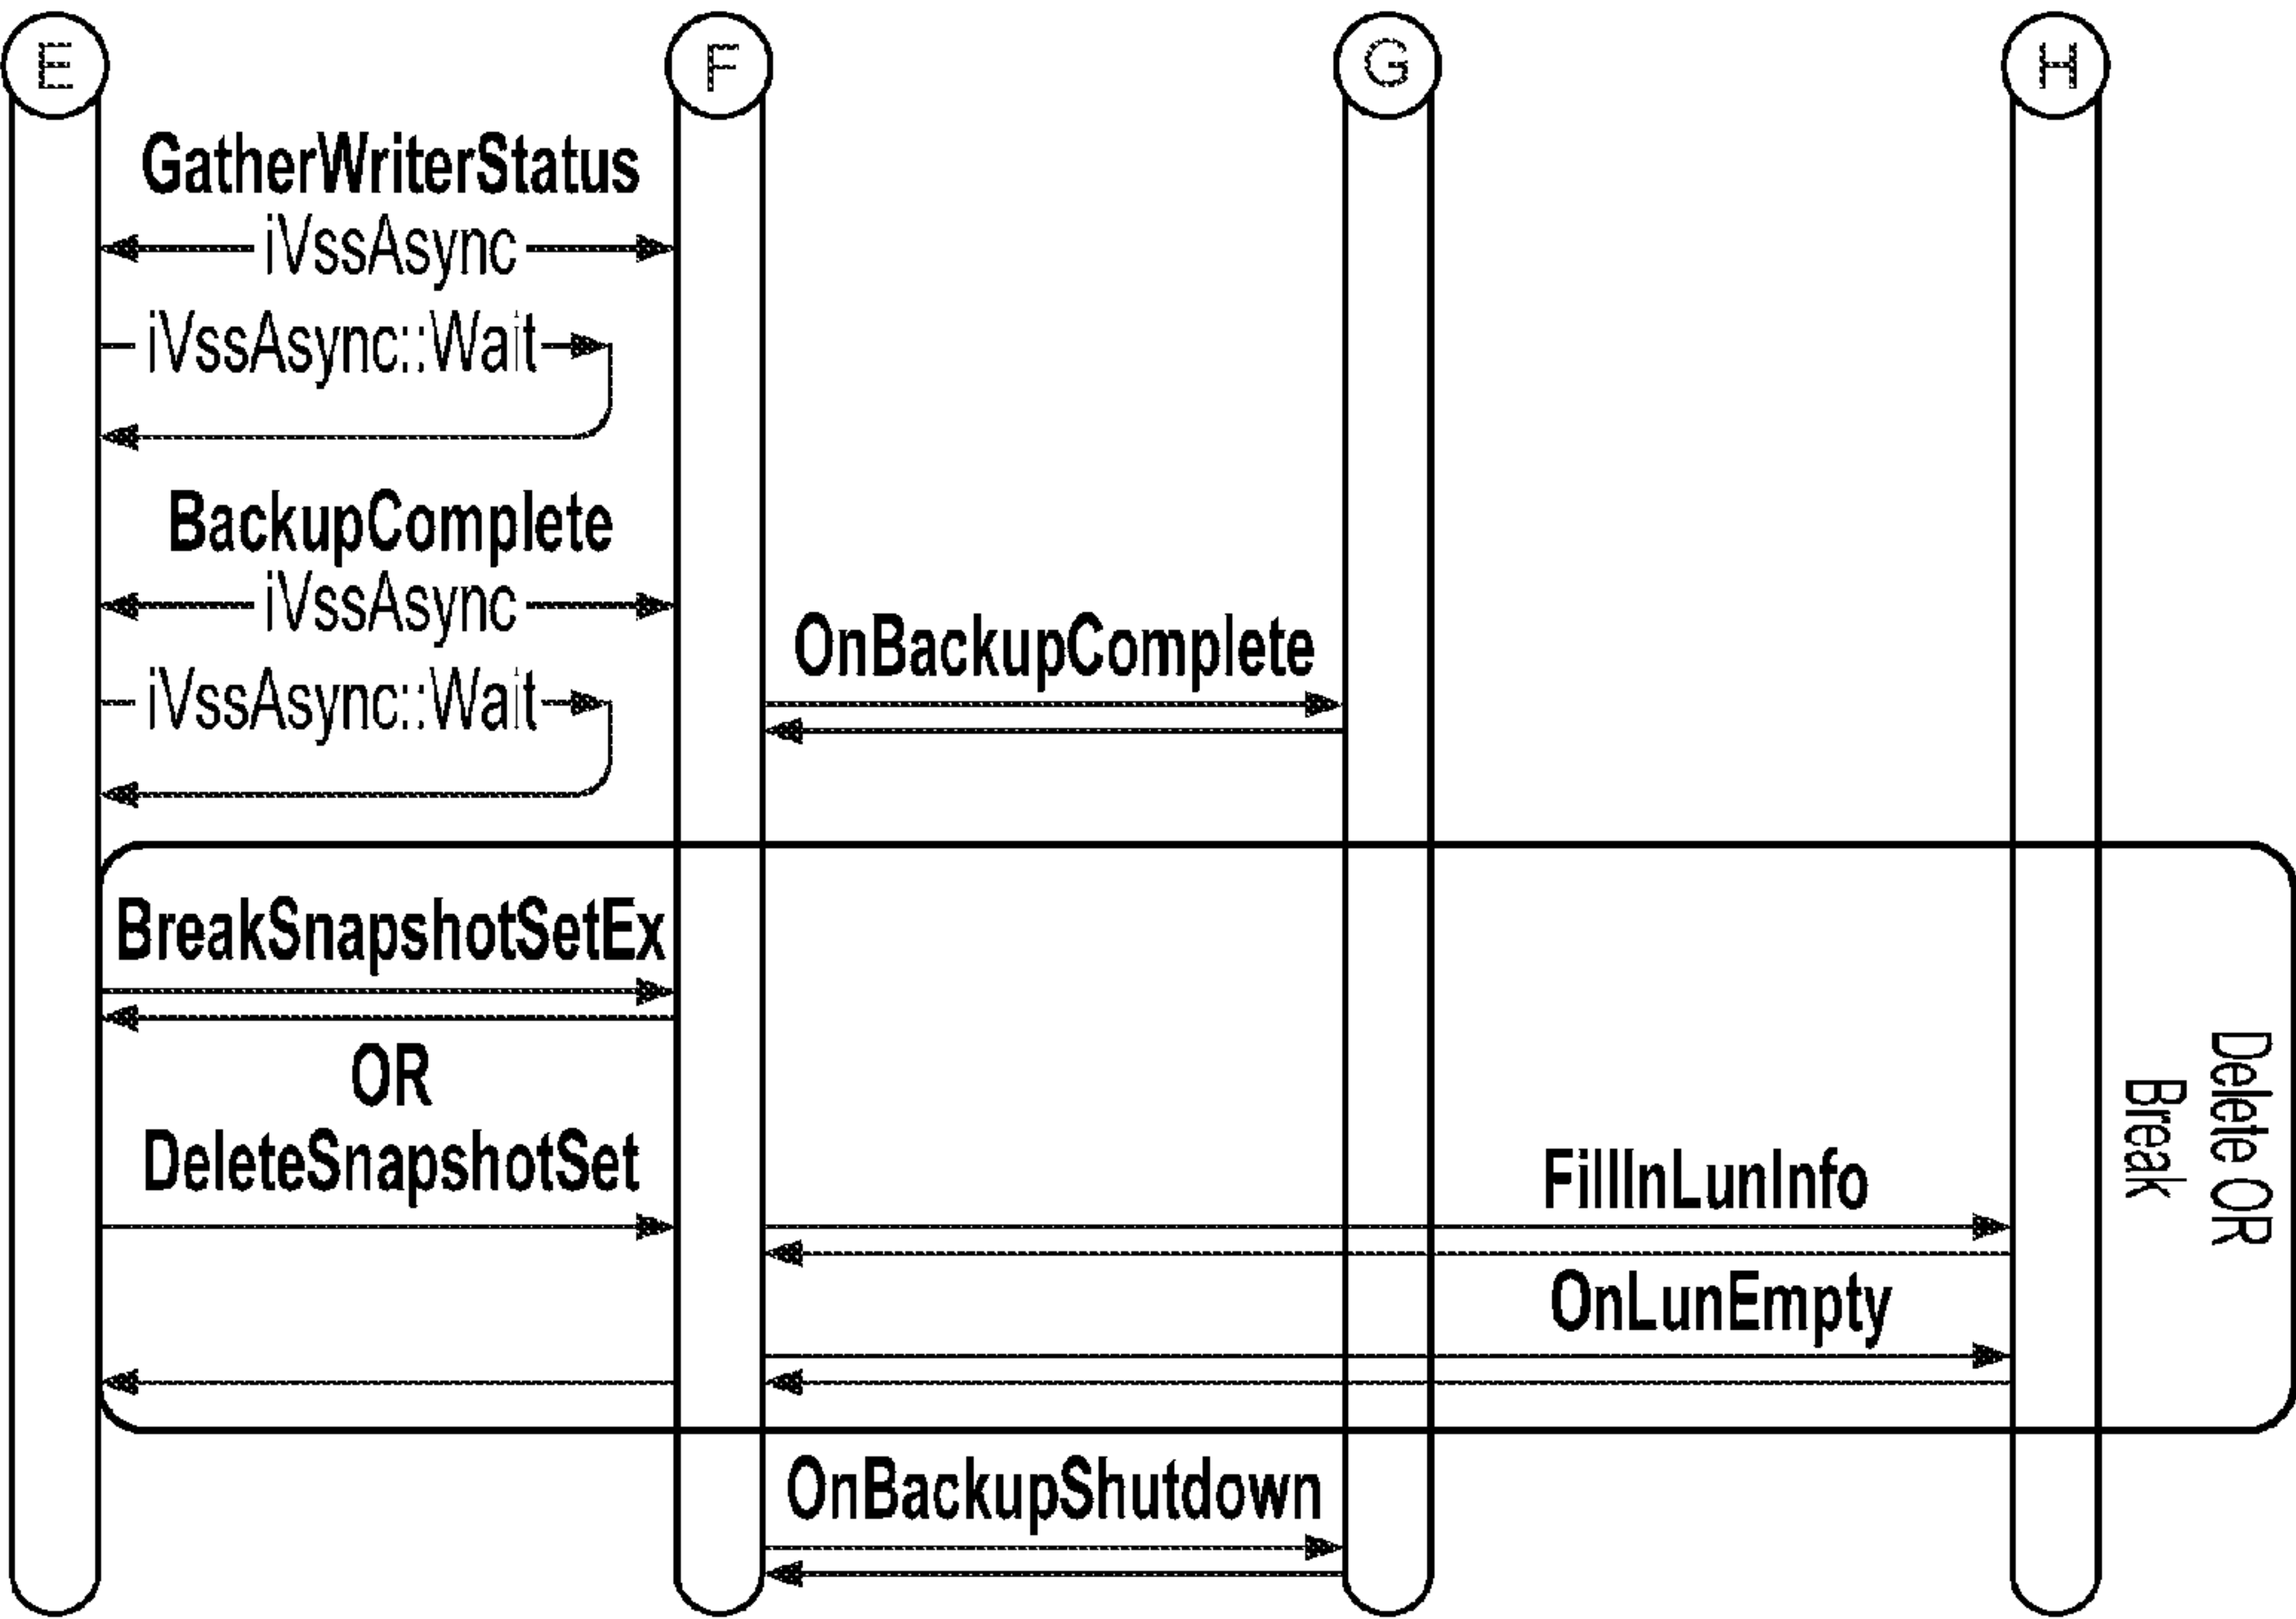 E
F
G
H
GatherWriterStatus
iVssAsync
iVssAsync::Wait
BackupComplete
iVssAsync
OnBackupComplete
iVssAsync::Wait
BreakSnapshotSetEx
OR
DeleteSnapshotSet
FillInLunInfo
OnLunEmpty
Delete OR
Break
OnBackupShutdown